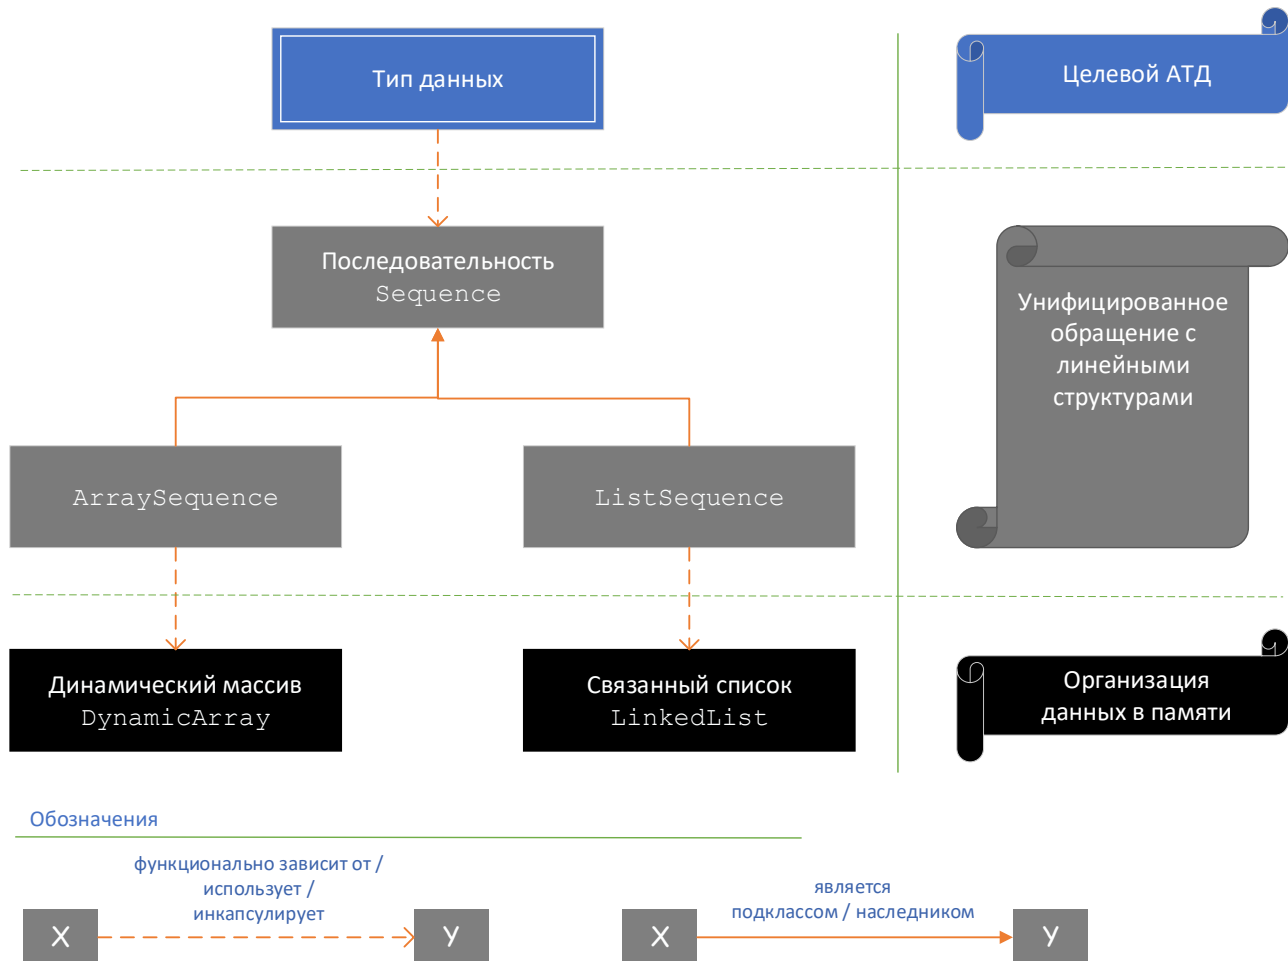 Тип данных
Целевой АТД
Последовательность
Sequence
Унифицированное
обращение с
линейными
структурами
ArraySequence
ListSequence
Динамический массив
DynamicArray
Связанный список
LinkedList
Организация
данных в памяти
Обозначения
функционально зависит от /
использует /
инкапсулирует
X
У
является
подклассом / наследником
X
У